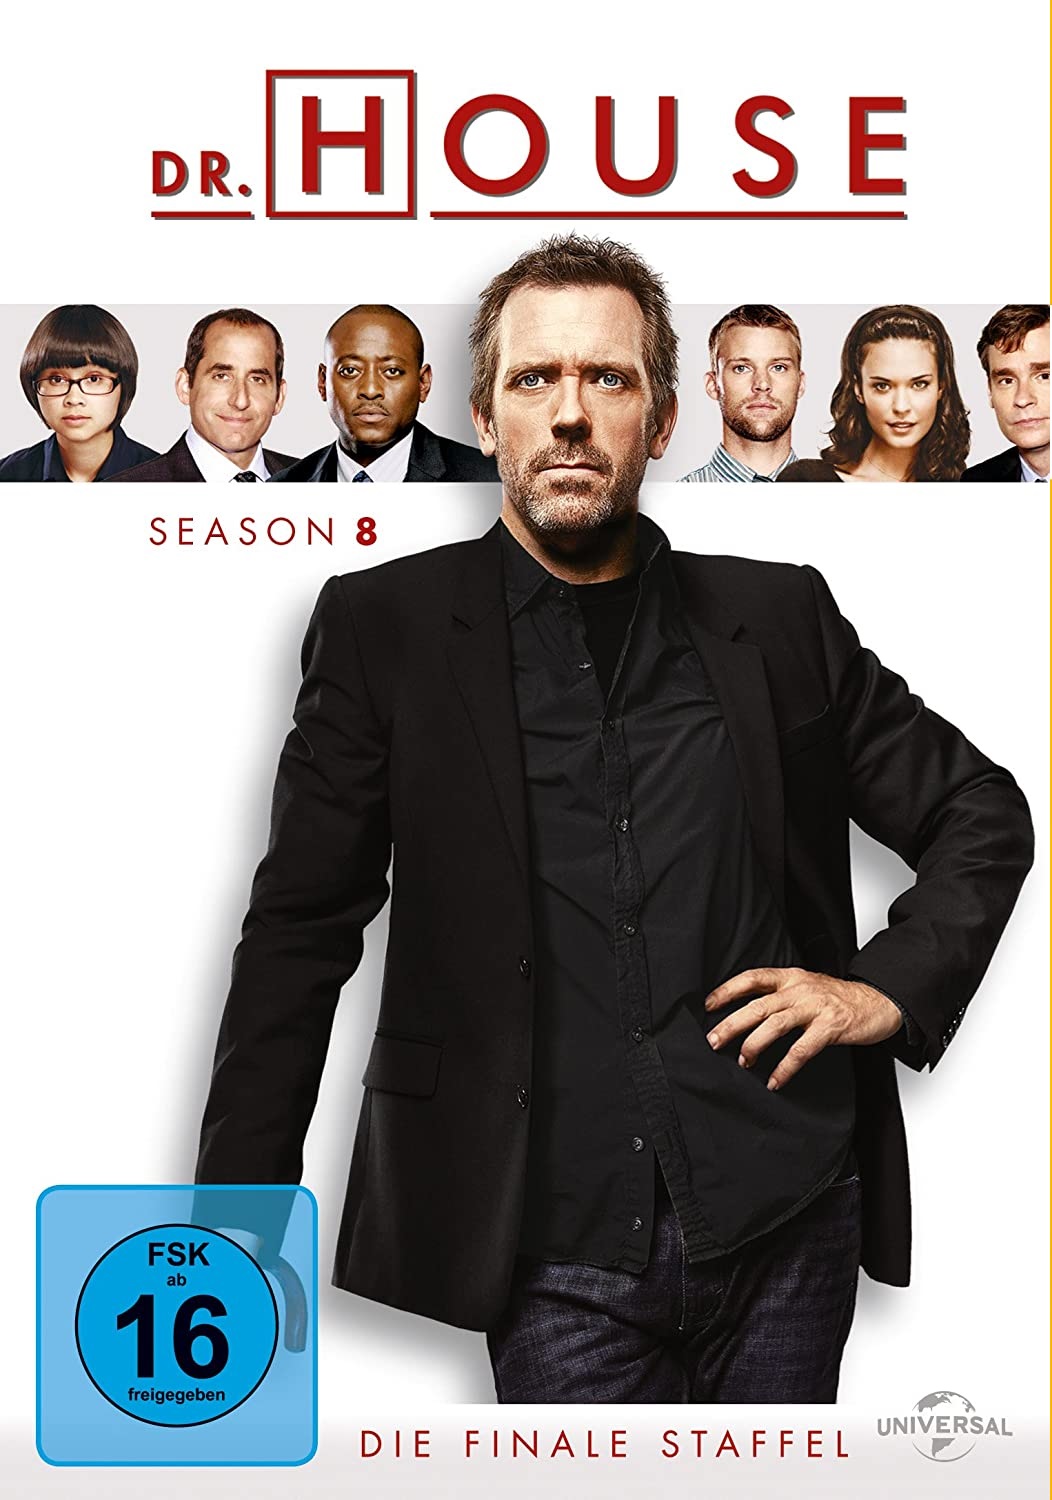 DR. HOUSE
SEASON 8
FSK
ab
16
freigegeben
DIE FINALE STAFFEL
UNIVERSAL